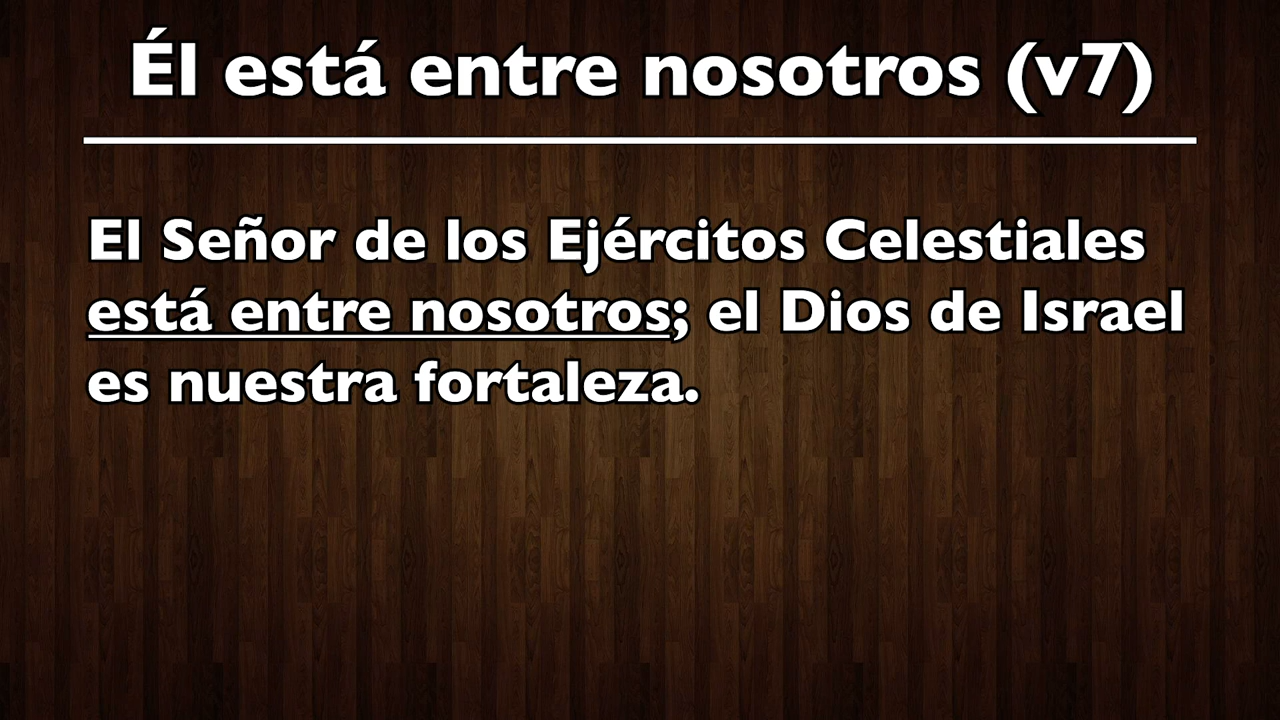 Él está entre nosotros (v7)
El Señor de los Ejércitos Celestiales
está entre nosotros; el Dios de Israel
es nuestra fortaleza.